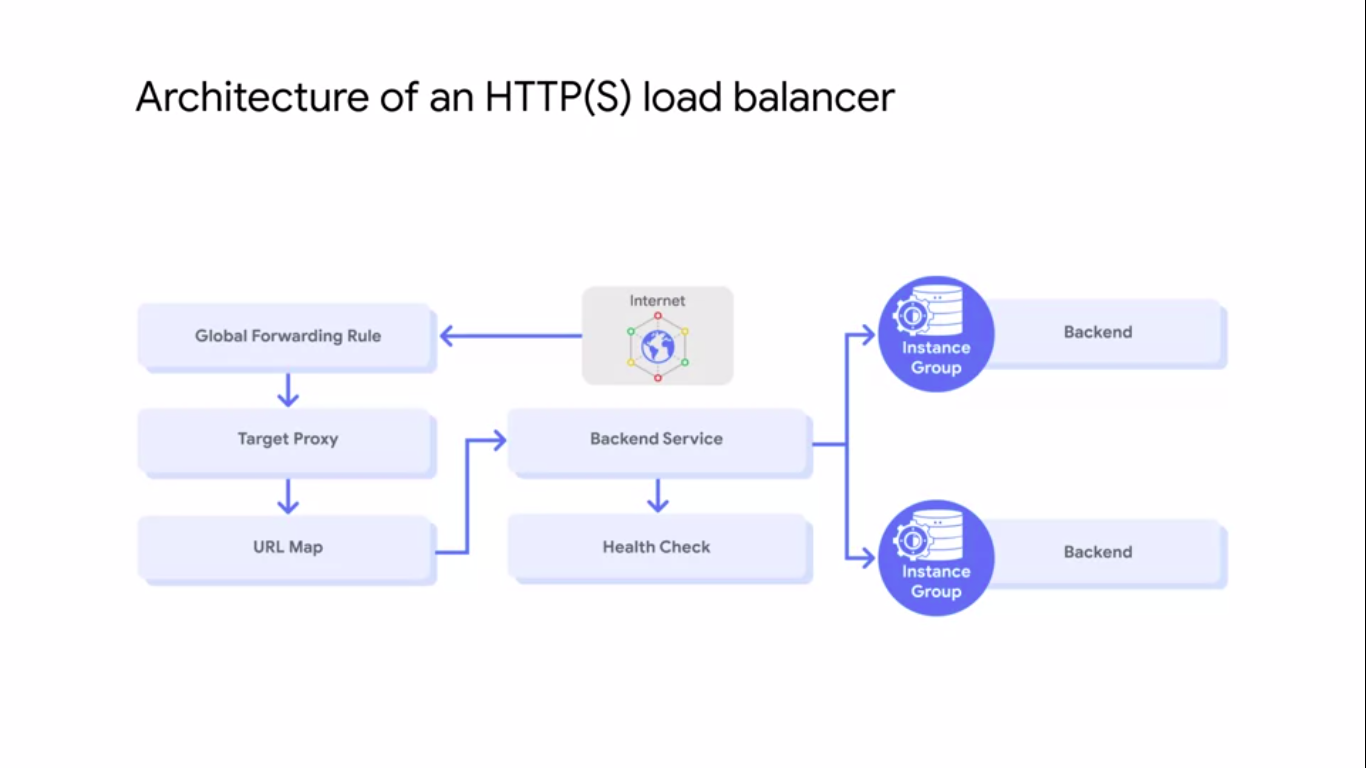 Architecture of an HTTP(S) load balancer
Internet
Global Forwarding Rule
Target Proxy
URL Map
Backend Service
Health Check
Instance
Group
Backend
Instance
Group
Backend